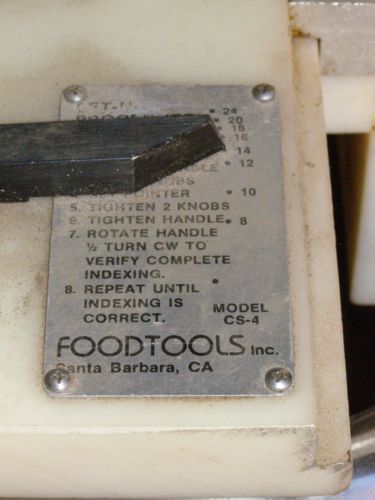 • 24
• 20
18
16
14
• 12
POINTER • 10
5. TIGHTEN 2 KNOBS
6. TIGHTEN HANDLE • 8
7. ROTATE HANDLE
½ TURN CW TO
VERIFY COMPLETE
INDEXING.
8. REPEAT UNTIL •
INDEXING IS
CORRECT.
MODEL
CS-4
FOODTOOLS Inc.
Santa Barbara, CA